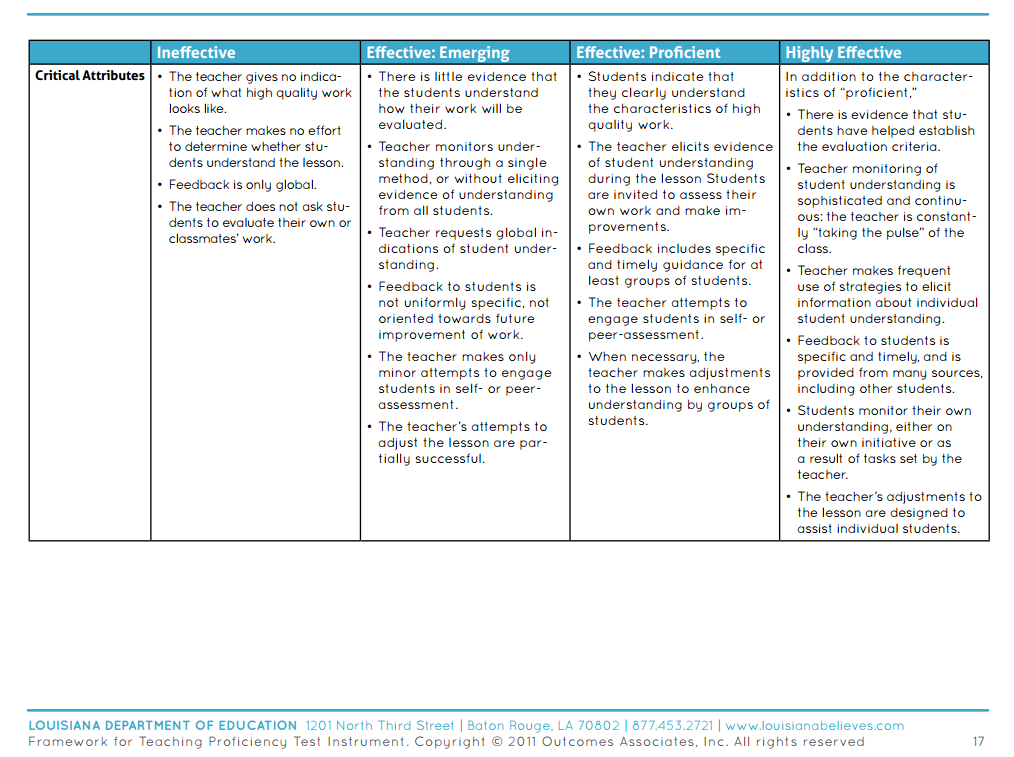 Ineffective
Effective: Emerging
Effective: Proficient
Highly Effective
Critical Attributes
• The teacher gives no indica-
tion of what high quality work
looks like.
• The teacher makes no effort
to determine whether stu-
dents understand the lesson.
• Feedback is only global.
• The teacher does not ask stu-
dents to evaluate their own or
classmates' work.
• There is little evidence that
the students understand
how their work will be
evaluated.
• Teacher monitors under-
standing through a single
method, or without eliciting
evidence of understanding
from all students.
• Teacher requests global in-
dications of student under-
standing.
• Feedback to students is
not uniformly specific, not
oriented towards future
improvement of work.
• The teacher makes only
minor attempts to engage
students in self- or peer-
assessment.
• The teacher's attempts to
adjust the lesson are par-
tially successful.
• Students indicate that
they clearly understand
the characteristics of high
quality work.
• The teacher elicits evidence
of student understanding
during the lesson Students
are invited to assess their
own work and make im-
provements.
• Feedback includes specific
and timely guidance for at
least groups of students.
• The teacher attempts to
engage students in self- or
peer-assessment.
• When necessary, the
teacher makes adjustments
to the lesson to enhance
understanding by groups of
students.
In addition to the character-
istics of “proficient,”
• There is evidence that stu-
dents have helped establish
the evaluation criteria.
• Teacher monitoring of
student understanding is
sophisticated and continu-
ous: the teacher is constant-
ly “taking the pulse” of the
class.
• Teacher makes frequent
use of strategies to elicit
information about individual
student understanding.
• Feedback to students is
specific and timely, and is
provided from many sources,
including other students.
• Students monitor their own
understanding, either on
their own initiative or as
a result of tasks set by the
teacher.
• The teacher's adjustments to
the lesson are designed to
assist individual students.
LOUISIANA DEPARTMENT OF EDUCATION 1201 North Third Street | Baton Rouge, LA 70802 | 877.453.2721 | www.louisianabelieves.com
Framework for Teaching Proficiency Test Instrument. Copyright © 2011 Outcomes Associates, Inc. All rights reserved 17